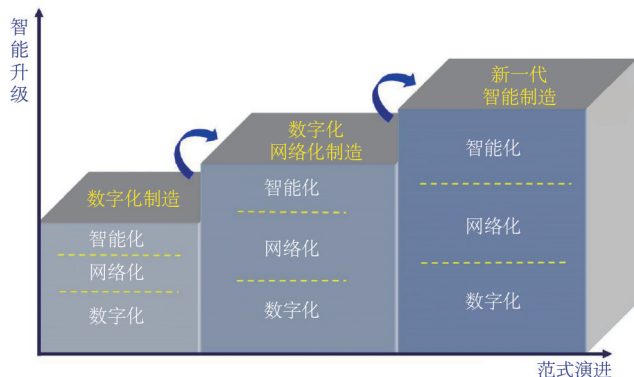 智能升级
数字化制造
智能化
网络化
数字化
数字化
网络化制造
智能化
网络化
数字化
新一代
智能制造
智能化
网络化
数字化
范式演进